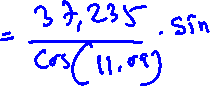 = 37,235 / cos(11,09) · sin